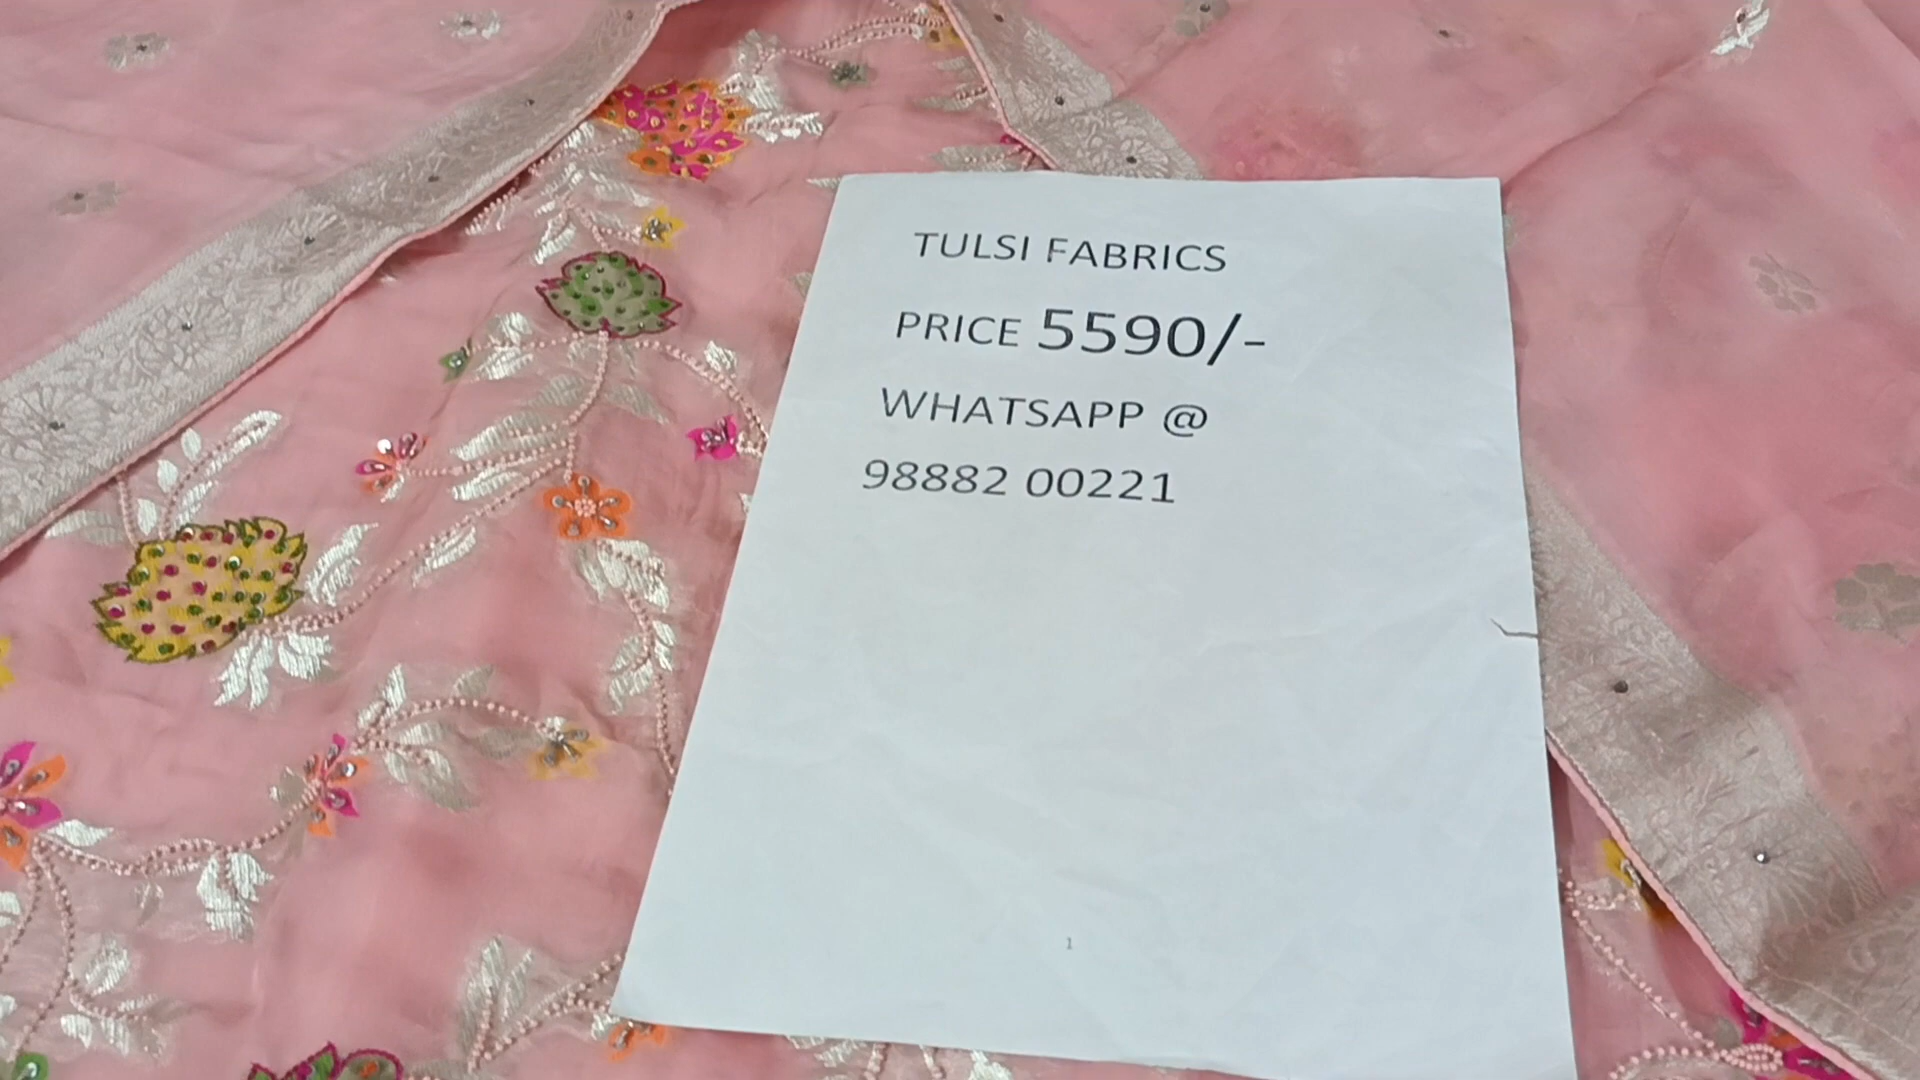 TULSI FABRICS
PRICE 5590/-
WHATSAPP @
98882 00221
1